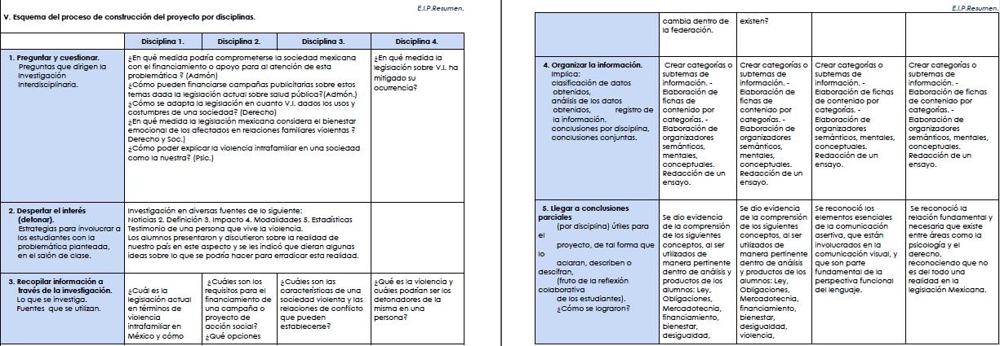 E.I.P.Resumen.
V. Esquema del proceso de construcción del proyecto por disciplinas.
Disciplina 1.
Disciplina 2.
Disciplina 3.
Disciplina 4.
1. Preguntar y cuestionar.
Preguntas que dirigen la
Investigación
Interdisciplinaria.
¿En qué medida podría comprometerse la sociedad mexicana
con el financiamiento o apoyo para al atención de esta
problemática ? (Admón)
¿Cómo pueden financiarse campañas publicitarias sobre estos
temas dada la legislación actual sobre salud pública?(Admón.)
¿Cómo se adapta la legislación en cuanto V.I. dados los usos y
costumbres de una sociedad? (Derecho)
¿En qué medida la legislación mexicana considera el bienestar
emocional de los afectados en relaciones familiares violentas ?
Derecho y Soc.)
¿Cómo poder explicar la violencia intrafamiliar en una sociedad
como la nuestra? (Psic.)
¿En qué medida la
legislación sobre V.I. ha
mitigado su
ocurrencia?
2. Despertar el interés
(detonar).
Estrategias para involucrar a
los estudiantes con la
problemática planteada,
en el salón de clase.
Investigación en diversas fuentes de lo siguiente:
Noticias 2. Definición 3. Impacto 4. Modalidades 5. Estadísticas
Testimonio de una persona que vive la violencia.
Los alumnos presentaron y discutieron sobre la realidad de
nuestro país en este aspecto y se les indicó que dieran algunas
ideas sobre lo que se podría hacer para erradicar esta realidad.
3. Recopilar información a
través de la investigación.
Lo que se investiga.
Fuentes que se utilizan.
¿Cuál es la
legislación actual
en términos de
violencia
intrafamiliar en
México y cómo
¿Cuáles son los
requisitos para el
financiamiento de
una campaña o
proyecto de
acción social?
¿Qué opciones
¿Cuáles son las
características de una
sociedad violenta y las
relaciones de conflicto
que pueden
establecerse?
¿Qué es la violencia y
cuáles podrían ser los
detonadores de la
misma en una
persona?
E.I.P.Resumen.
cambia dentro de
la federación.
existen?
4. Organizar la información.
Implica:
clasificación de datos
obtenidos,
análisis de los datos
obtenidos, registro de
la información.
conclusiones por disciplina,
conclusiones conjuntas.
Crear categorías o
subtemas de
información. -
Elaboración de
fichas de
contenido por
categorías. -
Elaboración de
organizadores
semánticos,
mentales,
conceptuales.
Redacción de un
ensayo.
Crear categorías o
subtemas de
información. -
Elaboración de
fichas de
contenido por
categorías. -
Elaboración de
organizadores
semánticos,
mentales,
conceptuales.
Redacción de un
ensayo.
Crear categorías o
subtemas de
información. -
Elaboración de fichas
de contenido por
categorías. -
Elaboración de
organizadores
semánticos, mentales,
conceptuales.
Redacción de un
ensayo.
Crear categorías o
subtemas de
información. -
Elaboración de fichas
de contenido por
categorías. -
Elaboración de
organizadores
semánticos, mentales,
conceptuales.
Redacción de un
ensayo.
5. Llegar a conclusiones
parciales
(por disciplina) útiles para
el
proyecto, de tal forma que
lo
aclaran, describen o
descifran,
(fruto de la reflexión
colaborativa
de los estudiantes).
¿Cómo se lograron?
Se dio evidencia
de la comprensión
de los siguientes
conceptos, al ser
utilizados de
manera pertinente
dentro de análisis y
productos de los
alumnos: Ley,
Obligaciones,
Mercadotecnia,
financiamiento,
bienestar,
desigualdad,
Se dio evidencia
de la comprensión
de los siguientes
conceptos, al ser
utilizados de
manera pertinente
dentro de análisis
y productos de los
alumnos: Ley,
Obligaciones,
Mercadotecnia,
financiamiento,
bienestar,
desigualdad,
violencia,
Se reconoció los
elementos esenciales
de la comunicación
asertiva, que están
involucrados en la
comunicación visual, y
que son parte
fundamental de la
perspectiva funcional
del lenguaje.
Se reconoció la
relación fundamental y
necesaria que existe
entre áreas como la
psicología y el
derecho,
reconociendo que no
es del todo una
realidad en la
legislación Mexicana.